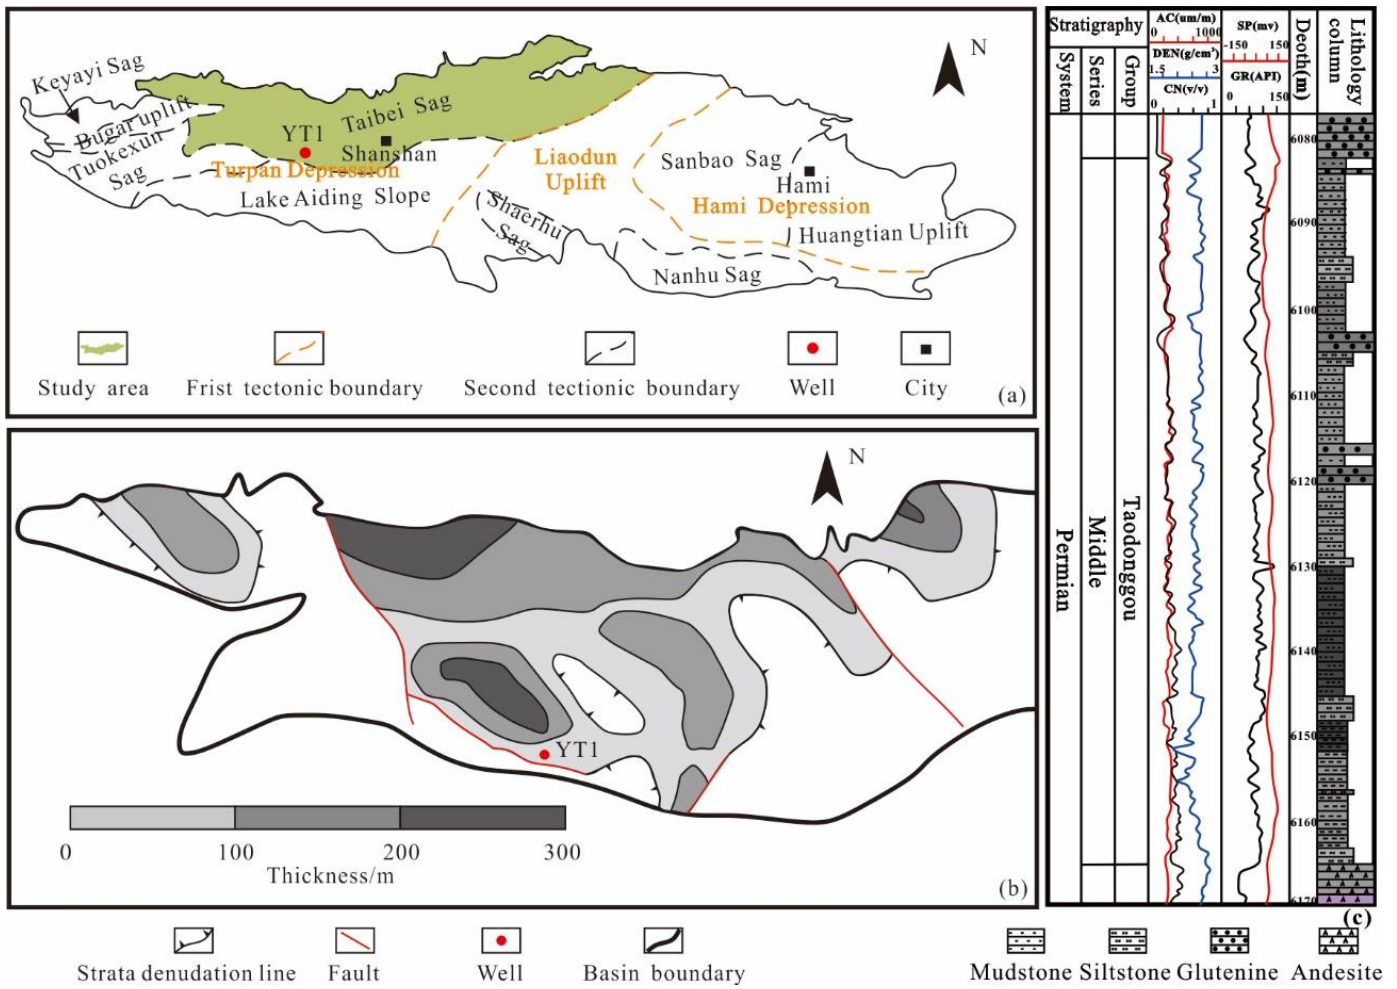 Keyayi Sag
Bugar uplift
Tuokexun
Sag
YT1
Taibei Sag
Shanshan
Turpan Depression
Lake Aiding Slope
Liaodun
Uplift
Shaerhu
Sag
Sanbao Sag
Hami
Hami Depression
Huangtian Uplift
Nanhu Sag
N
Study area
Frist tectonic boundary
Second tectionic boundary
Well
City
(a)
N
YT1
0
100
200
300
Thickness/m
(b)
Strata denudation line
Fault
Well
Basin boundary
Stratigraphy
System
Series
Group
AC(um/m)
0 1000
DEN(g/cm³)
1.5 3
CN(v/v)
0 1
SP(mv)
-150 150
GR(API)
0 150
Deoth(m)
Lithology
column
Permian
Middle
Taodonggou
6080
6090
6100
6110
6120
6130
6140
6150
6160
6170
(c)
Mudstone
Siltstone
Glutenine
Andesite